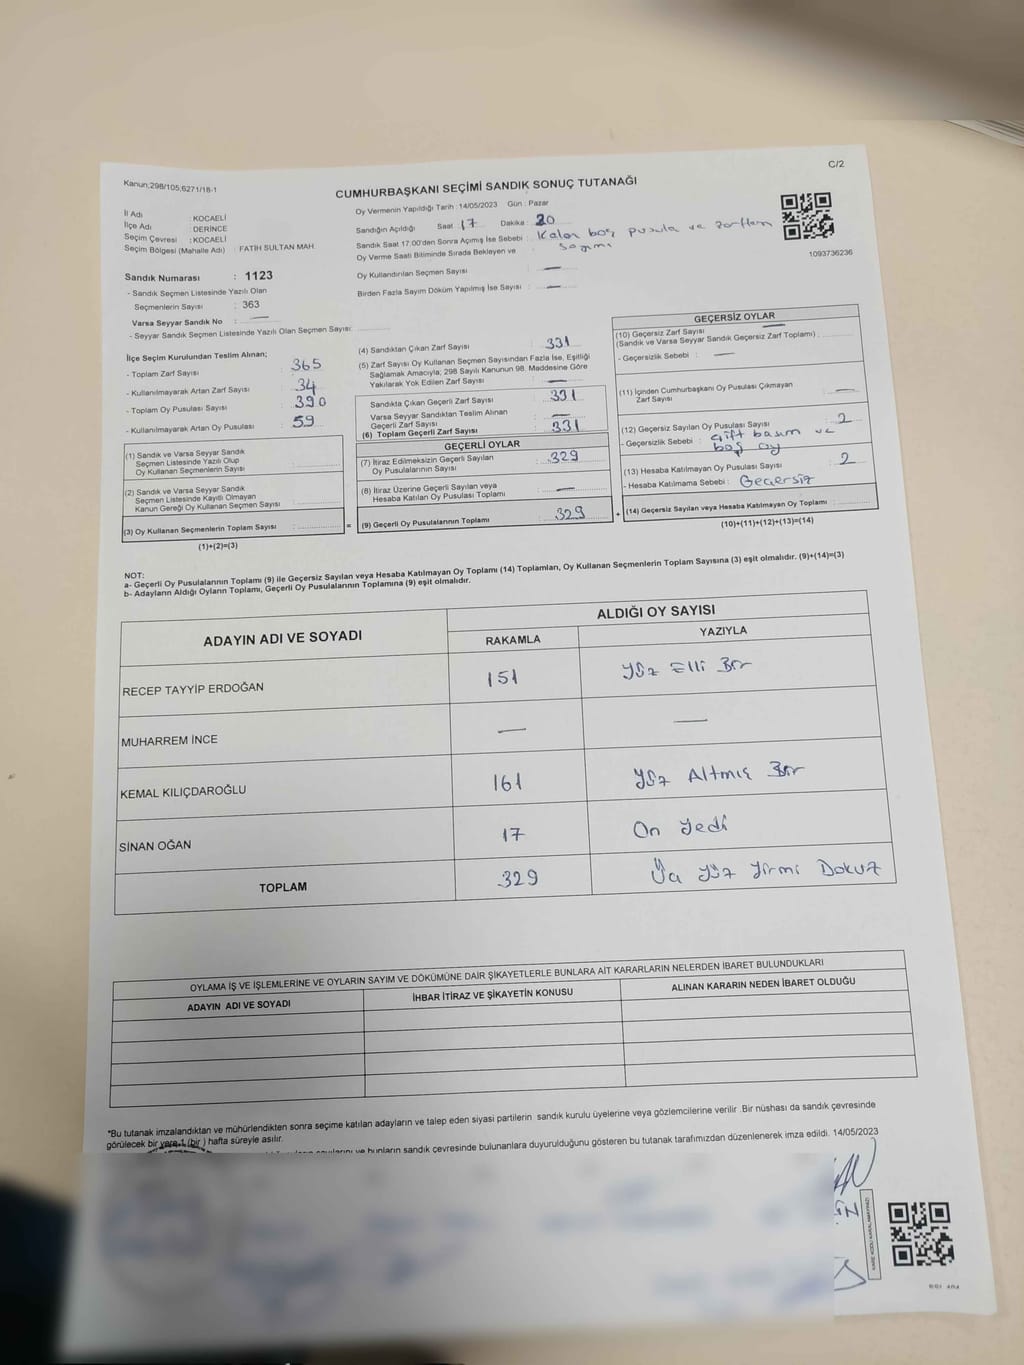 C/2
Kanun;298/105;6271/18-1
CUMHURBAŞKANI SEÇİMİ SANDIK SONUÇ TUTANAĞI
İl Adı : KOCAELİ
İlçe Adı : DERİNCE
Seçim Çevresi : KOCAELİ
Seçim Bölgesi (Mahalle Adı) : FATİH SULTAN MAH.
Sandık Numarası : 1123
- Sandık Seçmen Listesinde Yazılı Olan
Seçmenlerin Sayısı : 363
Varsa Seyyar Sandık No : —
- Seyyar Sandık Seçmen Listesinde Yazılı Olan Seçmen Sayısı:
Oy Vermenin Yapıldığı Tarih :14/05/2023 Gün : Pazar
Sandığın Açıldığı Saat 17 Dakika : 20
Sandık Saat 17.00'den Sonra Açımış İse Sebebi : Kalan boş pusula ve zarfların
Oy Verme Saati Bitiminde Sırada Bekleyen ve sayımı
Oy Kullandırılan Seçmen Sayısı —
Birden Fazla Sayım Döküm Yapılmış İse Sayısı : —
1093736236
İlçe Seçim Kurulundan Teslim Alınan;
- Toplam Zarf Sayısı : 365
- Kullanılmayarak Artan Zarf Sayısı : 34
- Toplam Oy Pusulası Sayısı : 390
- Kullanılmayarak Artan Oy Pusulası : 59
(1) Sandık ve Varsa Seyyar Sandık
Seçmen Listesinde Yazılı Olup
Oy Kullanan Seçmenlerin Sayısı :
(2) Sandık ve Varsa Seyyar Sandık
Seçmen Listesinde Kayıtlı Olmayan
Kanun Gereği Oy Kullanan Seçmen Sayısı :
(3) Oy Kullanan Seçmenlerin Toplam Sayısı :
(1)+(2)=(3)
(4) Sandıktan Çıkan Zarf Sayısı : 331
(5) Zarf Sayısı Oy Kullanan Seçmen Sayısından Fazla İse, Eşitliği
Sağlamak Amacıyla; 298 Sayılı Kanunun 98. Maddesine Göre
Yakılarak Yok Edilen Zarf Sayısı : —
Sandıkta Çıkan Geçerli Zarf Sayısı : 331
Varsa Seyyar Sandıktan Teslim Alınan
Geçerli Zarf Sayısı : —
(6) Toplam Geçerli Zarf Sayısı : 331
GEÇERLİ OYLAR
(7) İtiraz Edilmeksizin Geçerli Sayılan
Oy Pusulalarının Sayısı : 329
(8) İtiraz Üzerine Geçerli Sayılan veya
Hesaba Katılan Oy Pusulası Toplamı : —
= (9) Geçerli Oy Pusulalarının Toplamı : 329
GEÇERSİZ OYLAR
(10) Geçersiz Zarf Sayısı —
(Sandık ve Varsa Seyyar Sandık Geçersiz Zarf Toplamı) :
- Geçersizlik Sebebi : —
(11) İçinden Cumhurbaşkanı Oy Pusulası Çıkmayan
Zarf Sayısı : —
(12) Geçersiz Sayılan Oy Pusulası Sayısı : 2
- Geçersizlik Sebebi : çift basım ve
boş oy
(13) Hesaba Katılmayan Oy Pusulası Sayısı : 2
- Hesaba Katılmama Sebebi : Geçersiz
+ (14) Geçersiz Sayılan veya Hesaba Katılmayan Oy Toplamı :
(10)+(11)+(12)+(13)=(14)
NOT:
a- Geçerli Oy Pusulalarının Toplamı (9) ile Geçersiz Sayılan veya Hesaba Katılmayan Oy Toplamı (14) Toplamları, Oy Kullanan Seçmenlerin Toplam Sayısına (3) eşit olmalıdır. (9)+(14)=(3)
b- Adayların Aldığı Oyların Toplamı, Geçerli Oy Pusulalarının Toplamına (9) eşit olmalıdır.
ADAYIN ADI VE SOYADI
ALDIĞI OY SAYISI
RAKAMLA YAZIYLA
RECEP TAYYİP ERDOĞAN 151 Yüz Elli Bir
MUHARREM İNCE — —
KEMAL KILIÇDAROĞLU 161 Yüz Altmış Bir
SİNAN OĞAN 17 On Yedi
TOPLAM 329 Üç Yüz Yirmi Dokuz
OYLAMA İŞ VE İŞLEMLERİNE VE OYLARIN SAYIM VE DÖKÜMÜNE DAİR ŞİKAYETLERLE BUNLARA AİT KARARLARIN NELERDEN İBARET BULUNDUKLARI
ADAYIN ADI VE SOYADI İHBAR İTİRAZ VE ŞİKAYETİN KONUSU ALINAN KARARIN NEDEN İBARET OLDUĞU
*Bu tutanak imzalandıktan ve mühürlendikten sonra seçime katılan adayların ve talep eden siyasi partilerin sandık kurulu üyelerine veya gözlemcilerine verilir .Bir nüshası da sandık çevresinde
görülecek bir yere 1 (bir ) hafta süreyle asılır.
ve bunların sandık çevresinde bulunanlara duyurulduğunu gösteren bu tutanak tarafımızdan düzenlenerek imza edildi. 14/05/2023